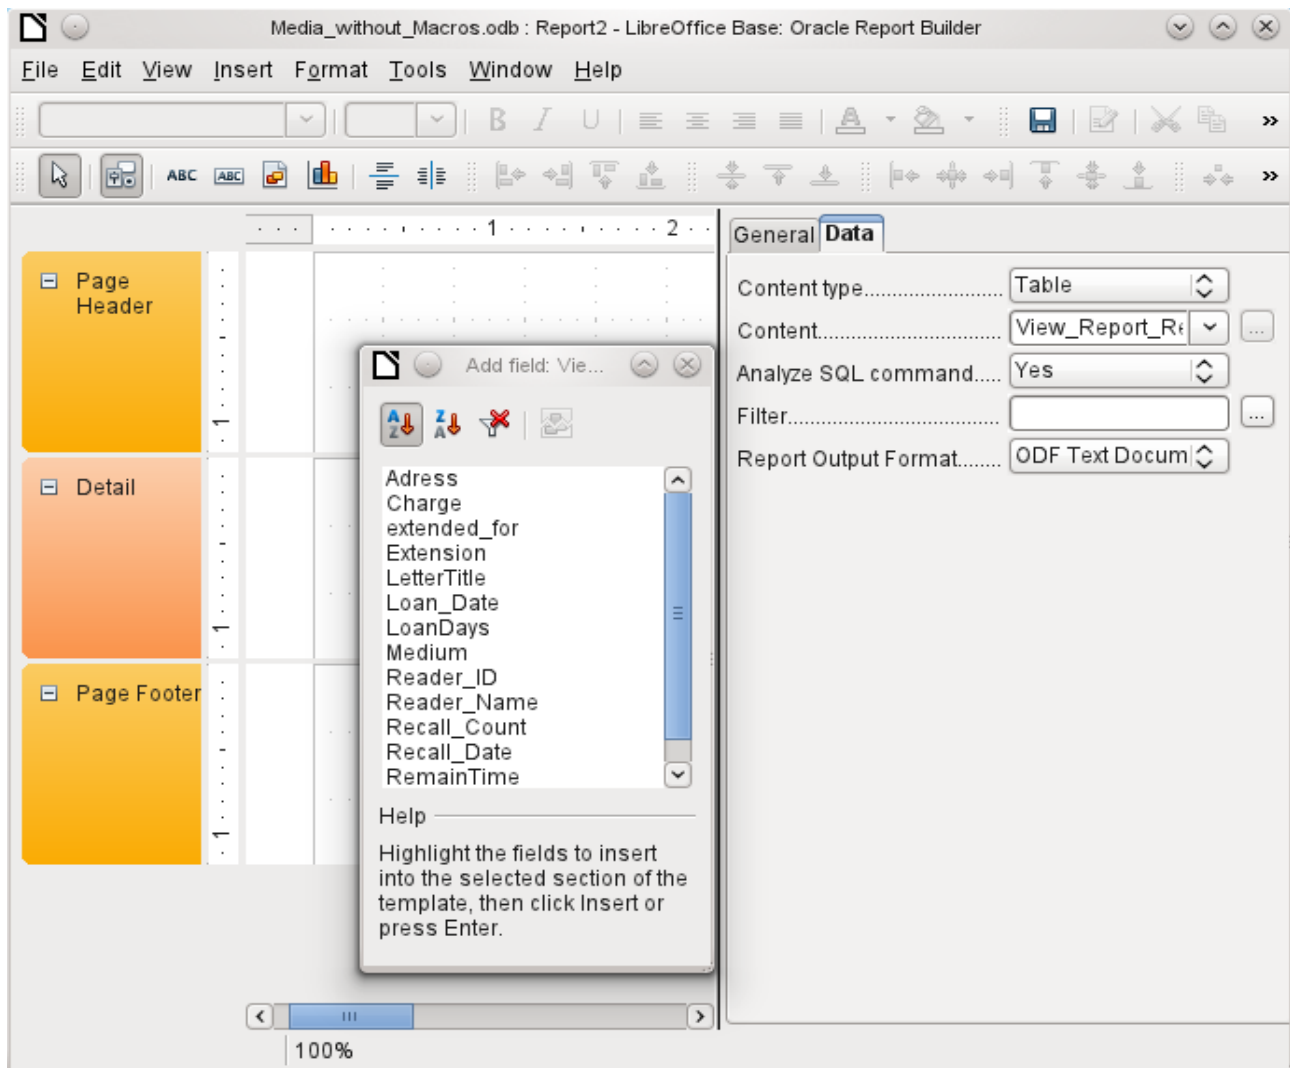 Media_without_Macros.odb : Report2 - LibreOffice Base: Oracle Report Builder
File Edit View Insert Format Tools Window Help
B I U A »
ABC ABC »
1 2
General Data
Page
Header
Content type........................ Table
Content............................... View_Report_Re ...
Add field: Vie...
Analyze SQL command..... Yes
Filter.................................... ...
Report Output Format........ ODF Text Docum
A Z Z A
1
Detail
1
Page Footer
1
Adress
Charge
extended_for
Extension
LetterTitle
Loan_Date
LoanDays
Medium
Reader_ID
Reader_Name
Recall_Count
Recall_Date
RemainTime
Help
Highlight the fields to insert
into the selected section of the
template, then click Insert or
press Enter.
100%